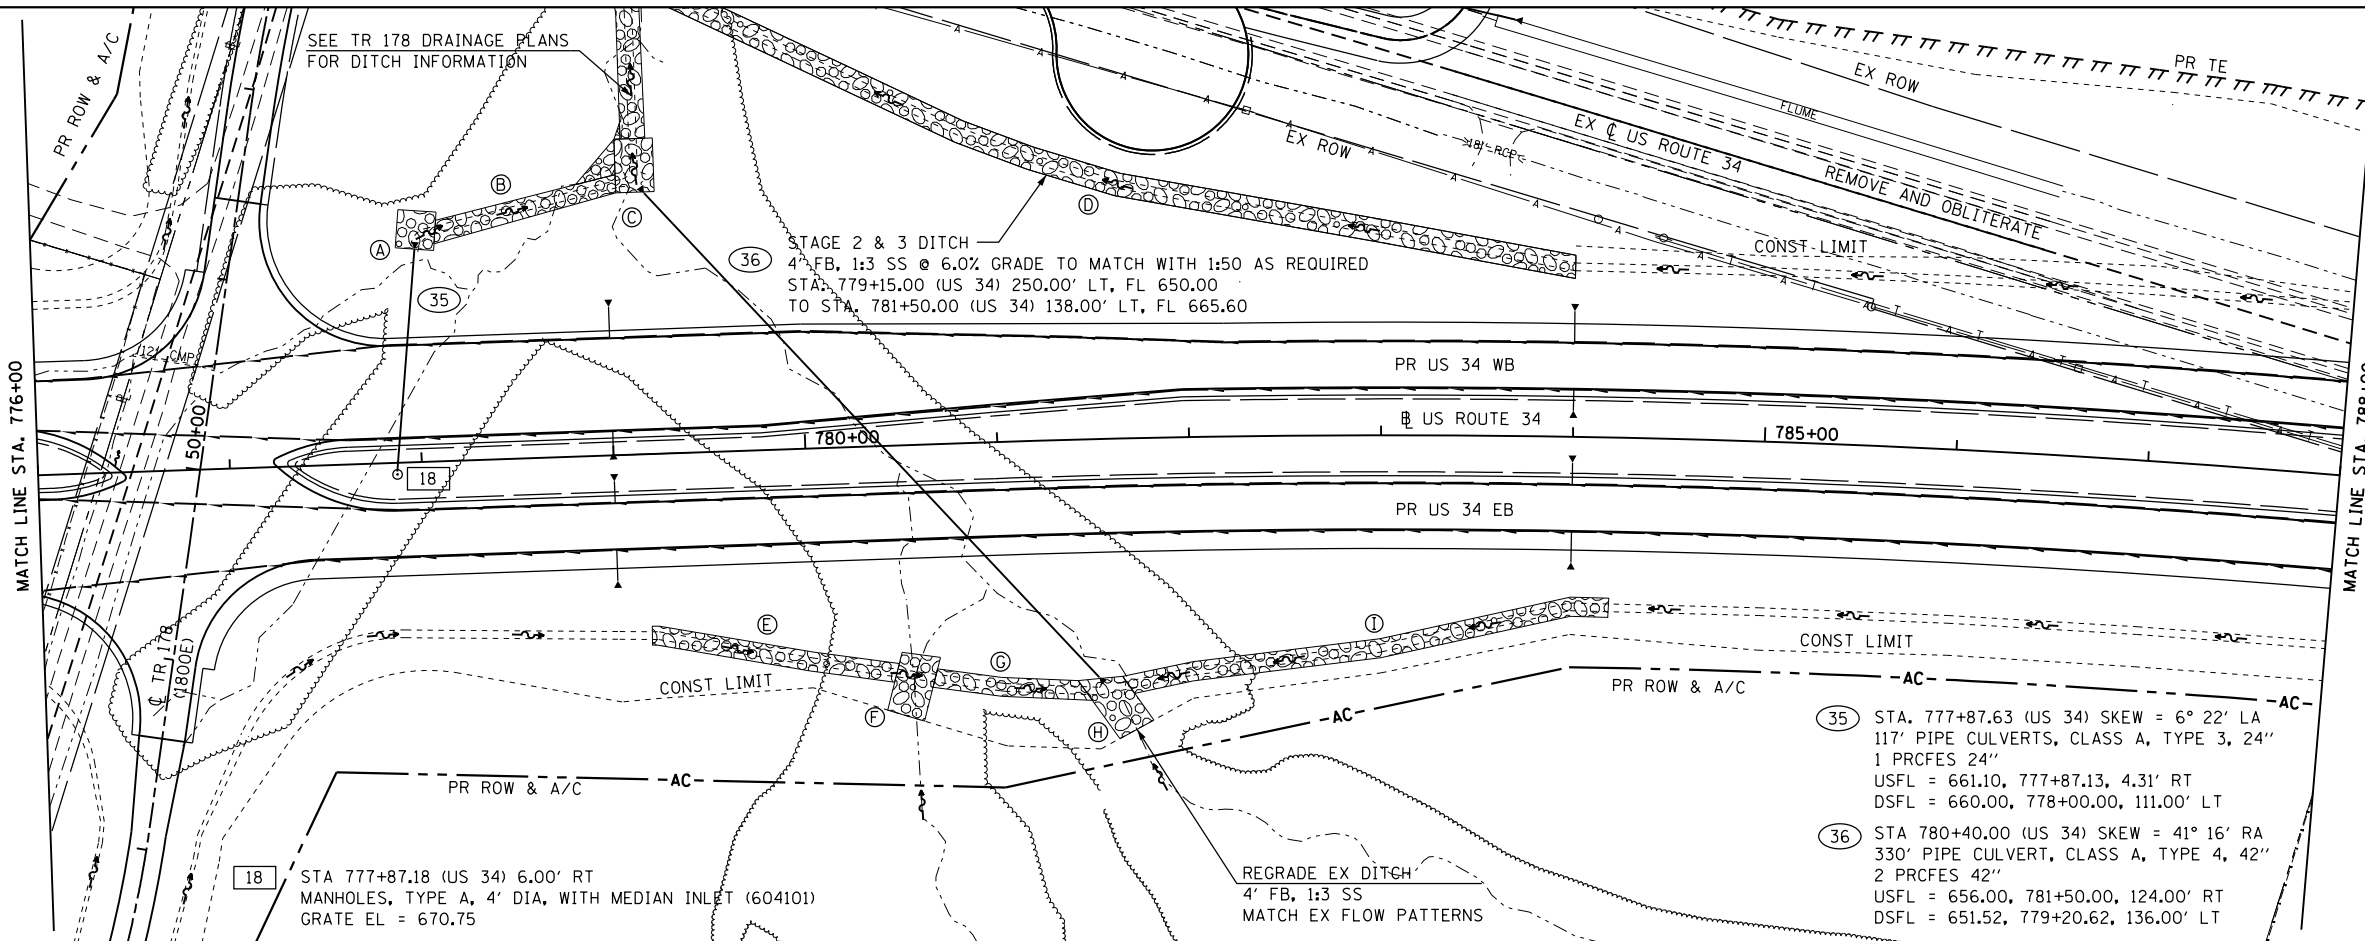 SEE TR 178 DRAINAGE PLANS
FOR DITCH INFORMATION
PR ROW & A/C
PR TE
EX ROW
FLUME
EX ℄ US ROUTE 34
REMOVE AND OBLITERATE
EX ROW
18" RCP
A
B
C
D
35
36
STAGE 2 & 3 DITCH
4' FB, 1:3 SS @ 6.0% GRADE TO MATCH WITH 1:50 AS REQUIRED
STA. 779+15.00 (US 34) 250.00' LT, FL 650.00
TO STA. 781+50.00 (US 34) 138.00' LT, FL 665.60
CONST LIMIT
MATCH LINE STA. 776+00
12" CMP
50+00
PR US 34 WB
℄ US ROUTE 34
780+00
785+00
18
PR US 34 EB
MATCH LINE STA. 788+00
℄ TR 178
(1800E)
E
F
G
H
I
CONST LIMIT
CONST LIMIT
PR ROW & A/C
AC
AC
AC
AC
PR ROW & A/C
35 STA. 777+87.63 (US 34) SKEW = 6° 22' LA
117' PIPE CULVERTS, CLASS A, TYPE 3, 24''
1 PRCFES 24''
USFL = 661.10, 777+87.13, 4.31' RT
DSFL = 660.00, 778+00.00, 111.00' LT
36 STA 780+40.00 (US 34) SKEW = 41° 16' RA
330' PIPE CULVERT, CLASS A, TYPE 4, 42''
2 PRCFES 42''
USFL = 656.00, 781+50.00, 124.00' RT
DSFL = 651.52, 779+20.62, 136.00' LT
18 STA 777+87.18 (US 34) 6.00' RT
MANHOLES, TYPE A, 4' DIA, WITH MEDIAN INLET (604101)
GRATE EL = 670.75
REGRADE EX DITCH
4' FB, 1:3 SS
MATCH EX FLOW PATTERNS